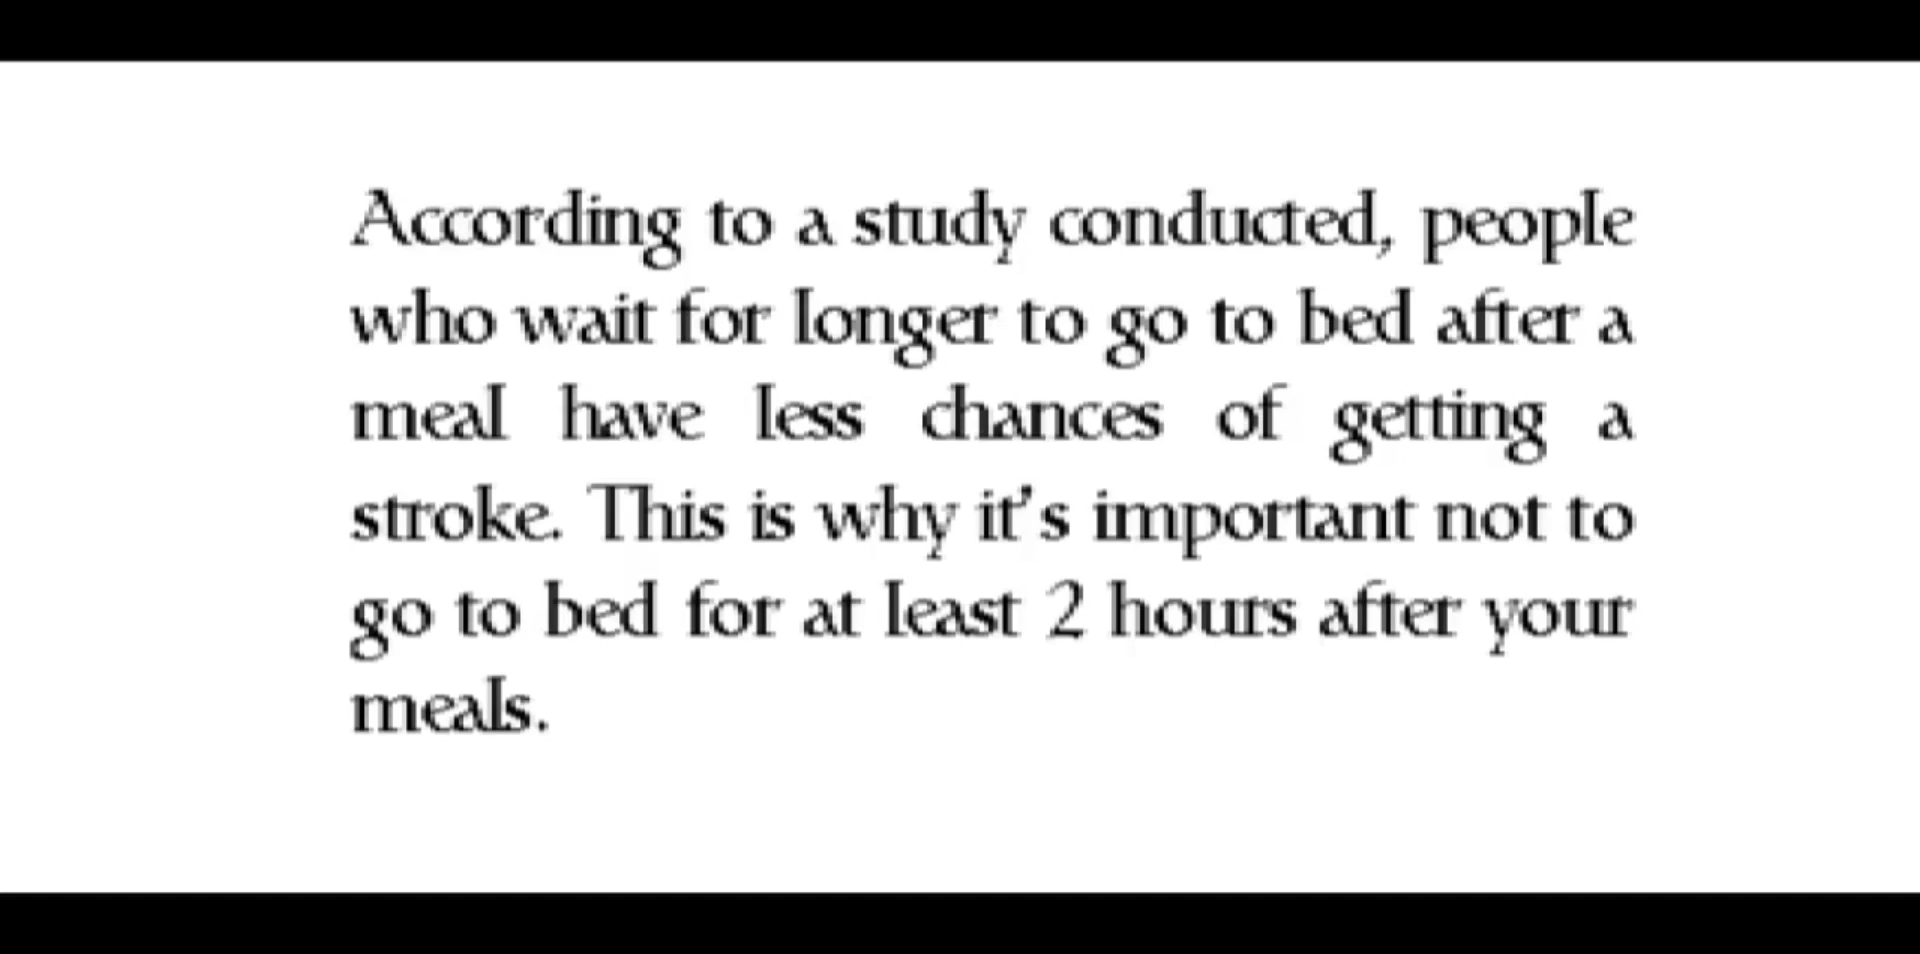 According to a study conducted, people
who wait for longer to go to bed after a
meal have less chances of getting a
stroke. This is why it's important not to
go to bed for at least 2 hours after your
meals.